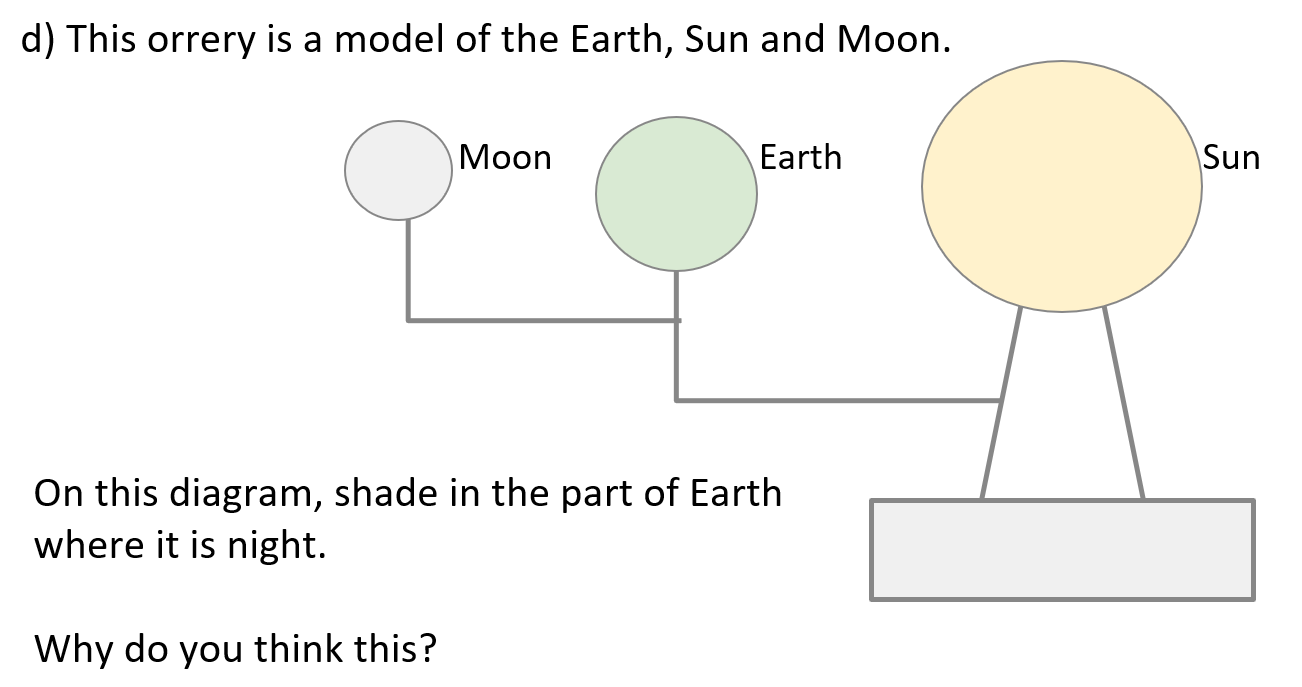 d) This orrery is a model of the Earth, Sun and Moon.
Moon
Earth
Sun
On this diagram, shade in the part of Earth
where it is night.
Why do you think this?